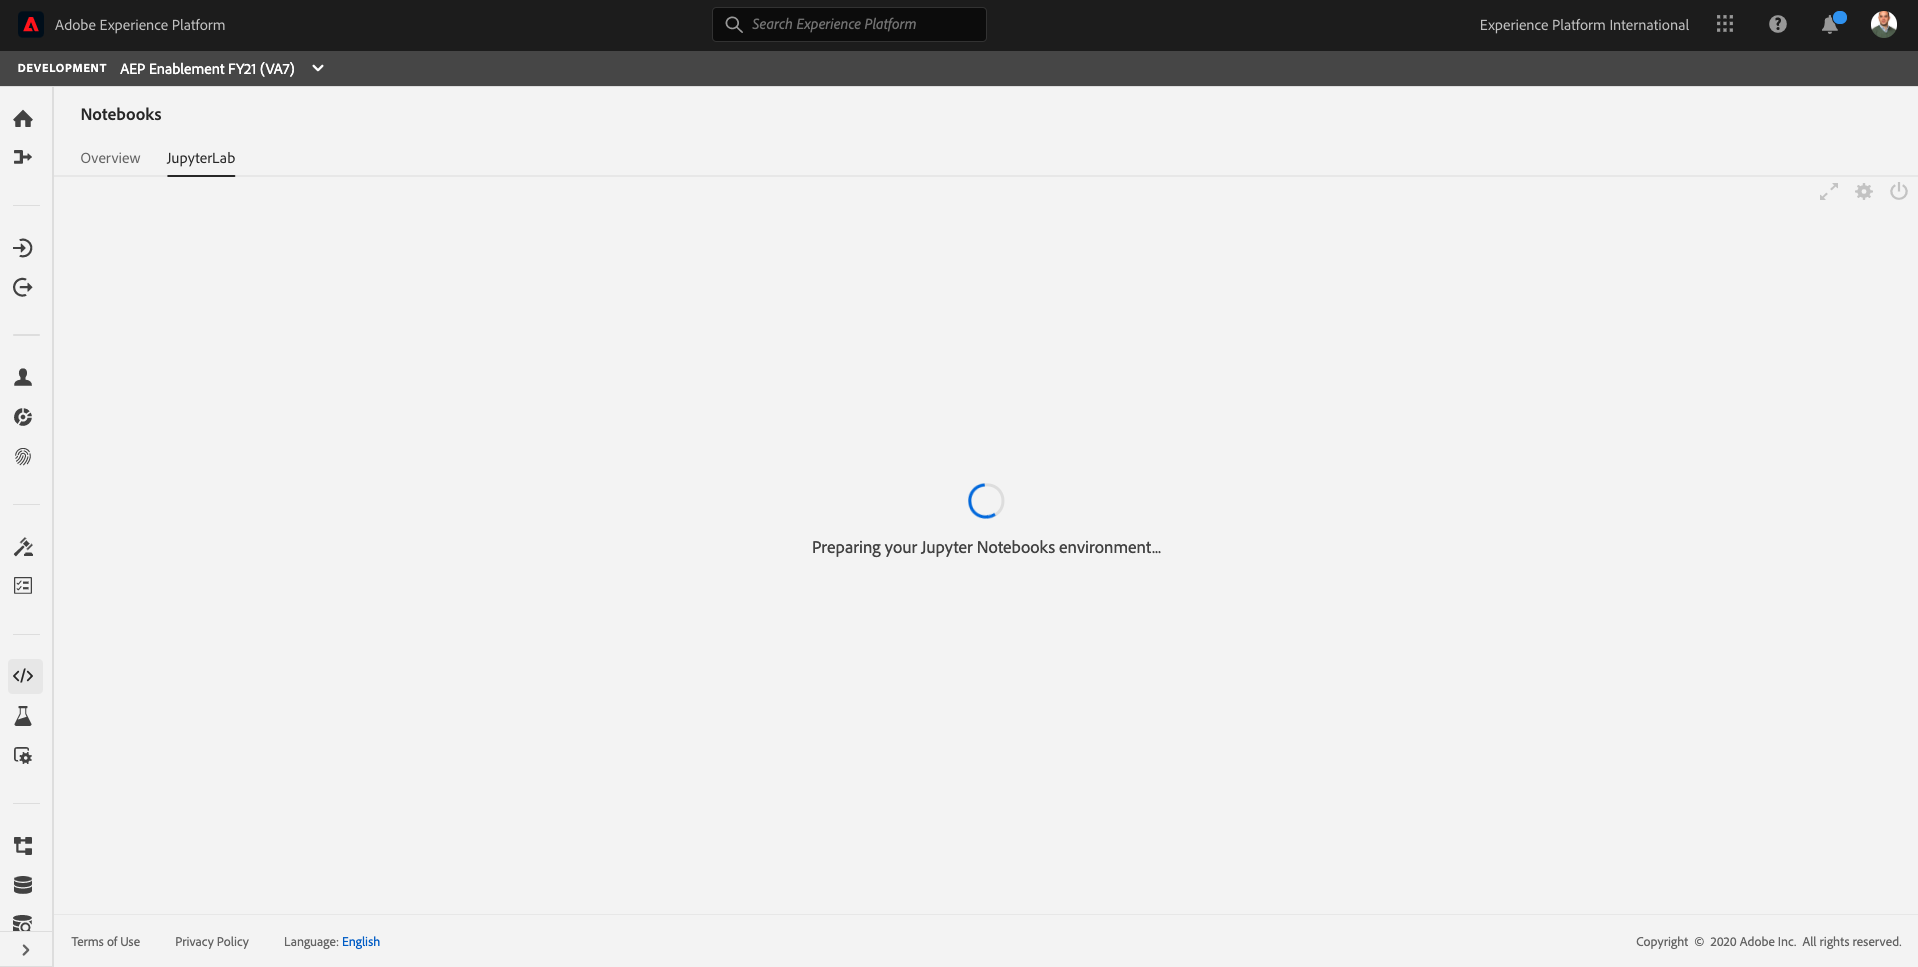 Adobe Experience Platform
Search Experience Platform
Experience Platform International
DEVELOPMENT AEP Enablement FY21 (VA7)
Notebooks
Overview JupyterLab
Preparing your Jupyter Notebooks environment...
Terms of Use Privacy Policy Language: English
Copyright © 2020 Adobe Inc. All rights reserved.